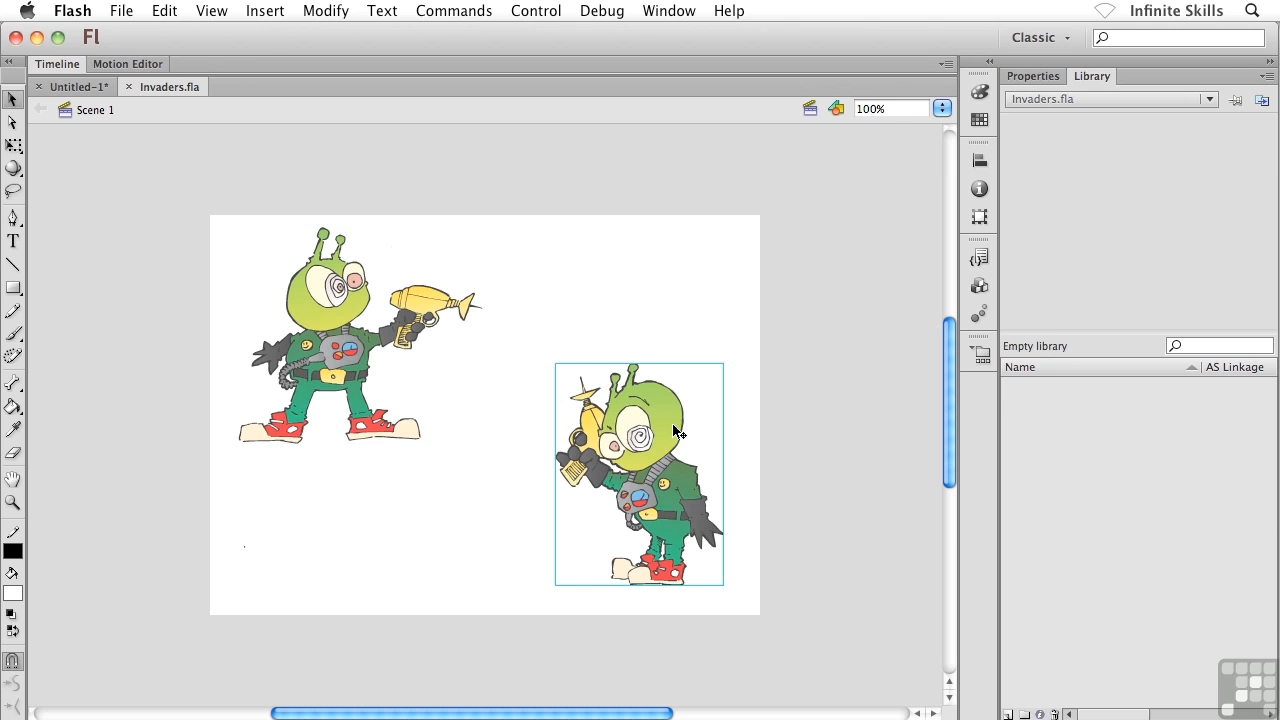 Flash File Edit View Insert Modify Text Commands Control Debug Window Help Infinite Skills
Fl Classic
Timeline Motion Editor
Untitled-1* Invaders.fla
Scene 1 100%
Properties Library
Invaders.fla
Empty library
Name AS Linkage
T